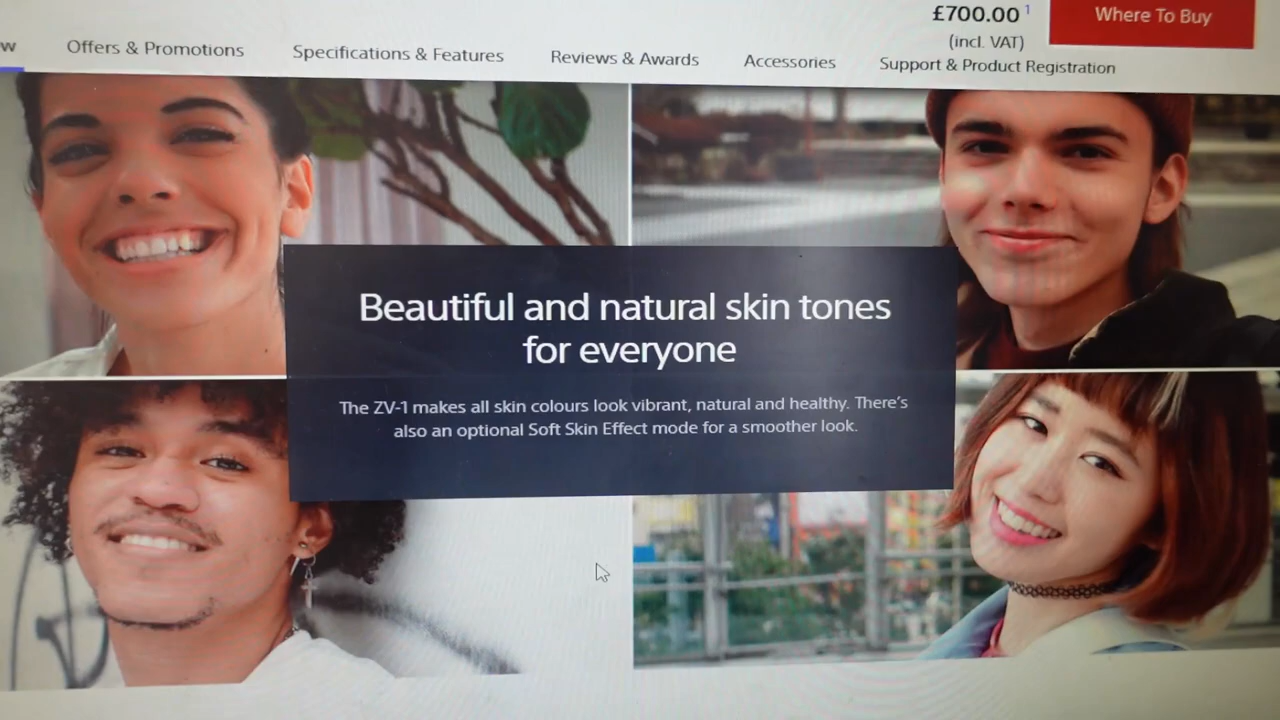 £700.00 1
Where To Buy
(incl. VAT)
w
Offers & Promotions
Specifications & Features
Reviews & Awards
Accessories
Support & Product Registration
Beautiful and natural skin tones
for everyone
The ZV-1 makes all skin colours look vibrant, natural and healthy. There's
also an optional Soft Skin Effect mode for a smoother look.